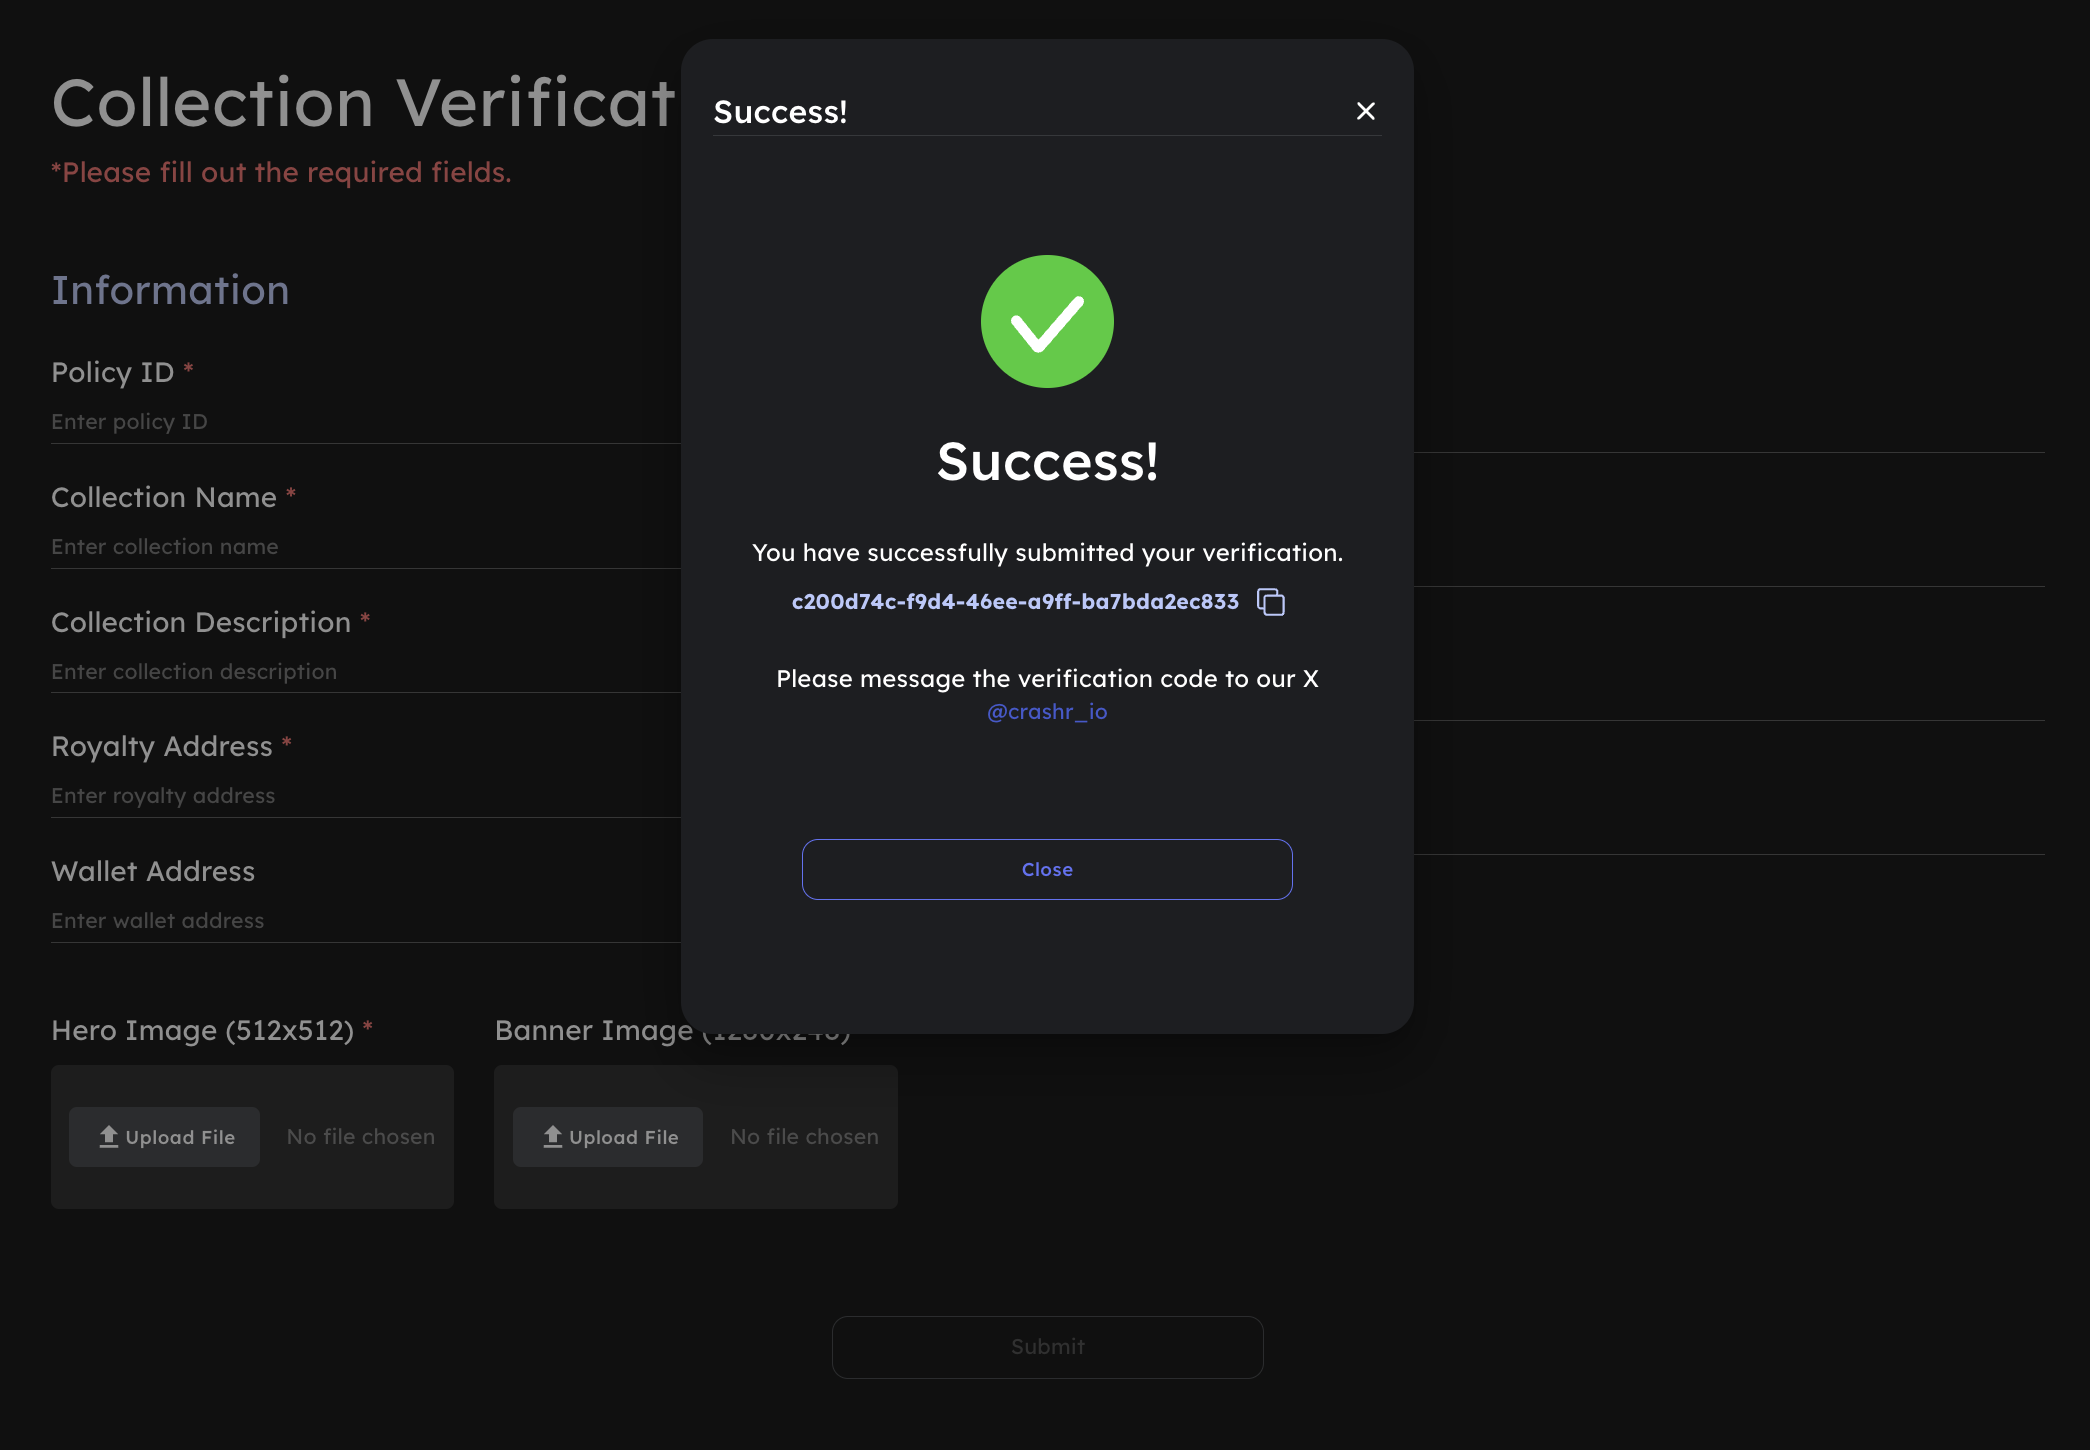 Collection Verificat
*Please fill out the required fields.
Information
Policy ID *
Enter policy ID
Collection Name *
Enter collection name
Collection Description *
Enter collection description
Royalty Address *
Enter royalty address
Wallet Address
Enter wallet address
Hero Image (512x512) *
Upload File
No file chosen
Banner Image
Upload File
No file chosen
Submit
Success!
Success!
You have successfully submitted your verification.
c200d74c-f9d4-46ee-a9ff-ba7bda2ec833
Please message the verification code to our X
@crashr_io
Close